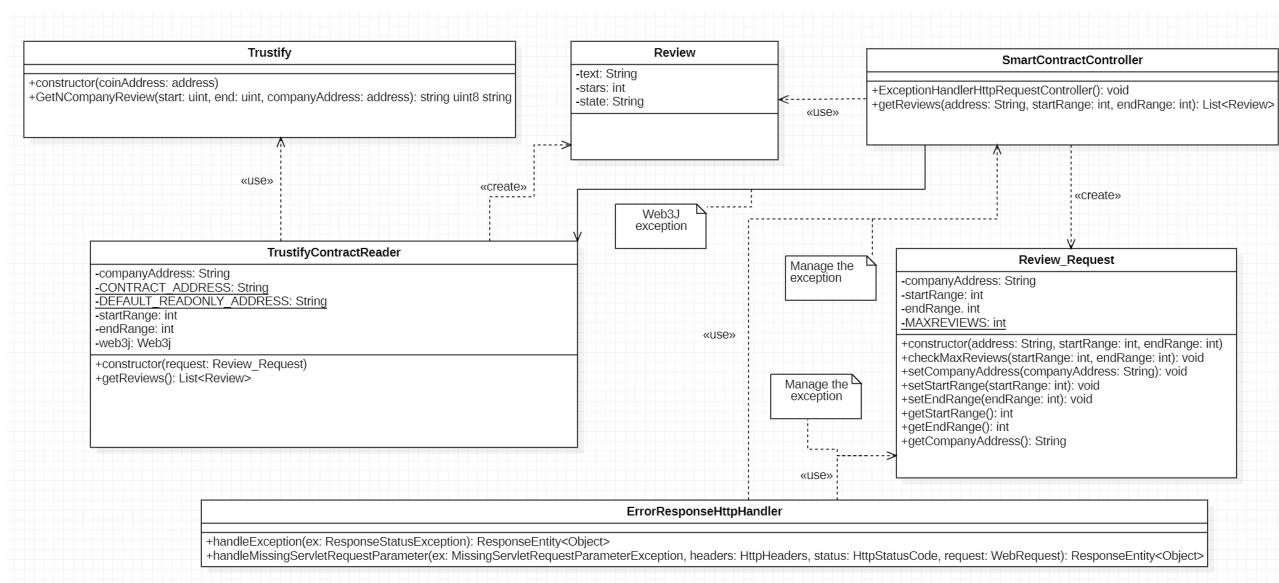 Trustify
+constructor(coinAddress: address)
+GetNCompanyReview(start: uint, end: uint, companyAddress: address): string uint8 string
Review
-text: String
-stars: int
-state: String
SmartContractController
+ExceptionHandlerHttpRequestController(): void
+getReviews(address: String, startRange: int, endRange: int): List<Review>
«use»
«use»
«create»
«create»
Web3J
exception
Manage the
exception
TrustifyContractReader
-companyAddress: String
-CONTRACT_ADDRESS: String
-DEFAULT_READONLY_ADDRESS: String
-startRange: int
-endRange: int
-web3j: Web3j
+constructor(request: Review_Request)
+getReviews(): List<Review>
Review_Request
-companyAddress: String
-startRange: int
-endRange. int
-MAXREVIEWS: int
+constructor(address: String, startRange: int, endRange: int)
+checkMaxReviews(startRange: int, endRange: int): void
+setCompanyAddress(companyAddress: String): void
+setStartRange(startRange: int): void
+setEndRange(endRange: int): void
+getStartRange(): int
+getEndRange(): int
+getCompanyAddress(): String
«use»
Manage the
exception
«use»
ErrorResponseHttpHandler
+handleException(ex: ResponseStatusException): ResponseEntity<Object>
+handleMissingServletRequestParameter(ex: MissingServletRequestParameterException, headers: HttpHeaders, status: HttpStatusCode, request: WebRequest): ResponseEntity<Object>